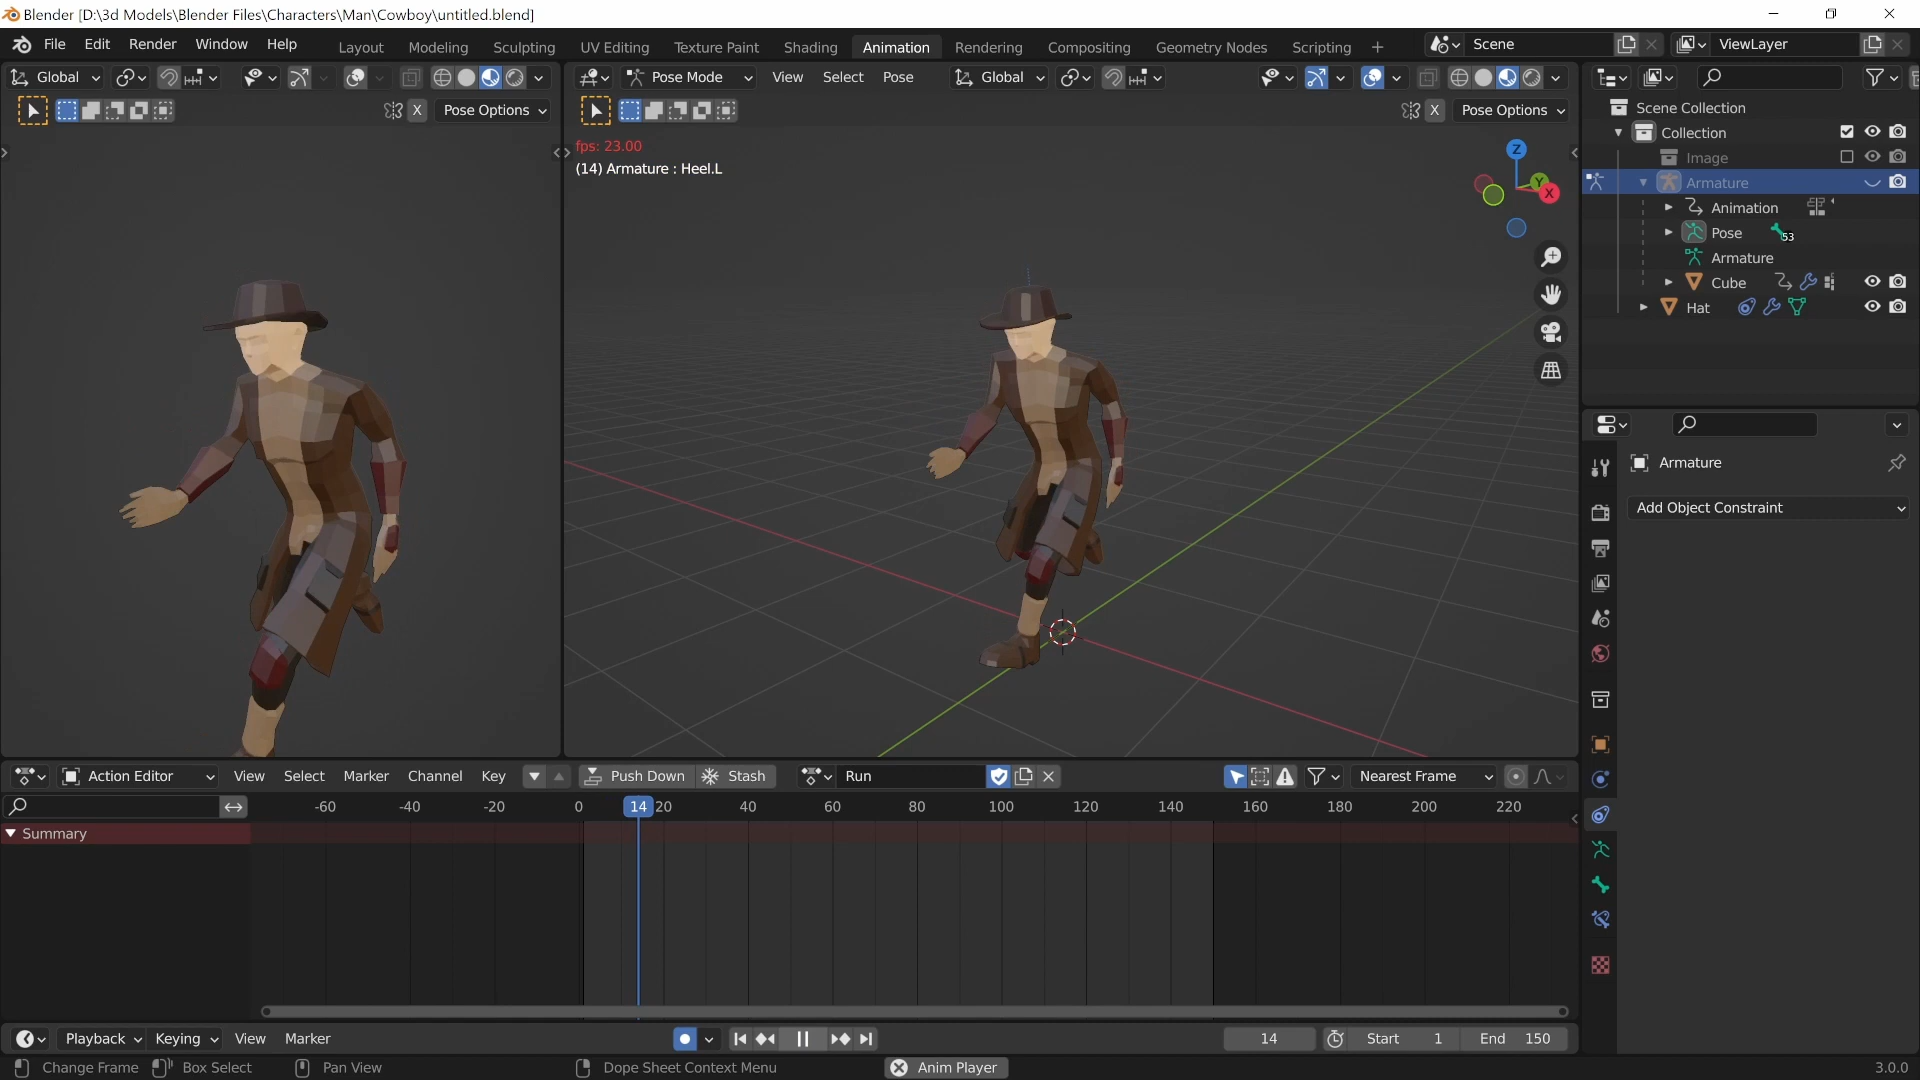 Blender [D:\3d Models\Blender Files\Characters\Man\Cowboy\untitled.blend]
File Edit Render Window Help Layout Modeling Sculpting UV Editing Texture Paint Shading Animation Rendering Compositing Geometry Nodes Scripting + Scene ViewLayer
Global Pose Mode View Select Pose Global
X Pose Options X Pose Options
fps: 23.00
(14) Armature : Heel.L
Z
Y
X
Scene Collection
Collection
Image
Armature
Animation
Pose 53
Armature
Cube
Hat
Armature
Add Object Constraint
Action Editor View Select Marker Channel Key Push Down Stash Run Nearest Frame
-60 -40 -20 0 14 20 40 60 80 100 120 140 160 180 200 220
Summary
Playback Keying View Marker 14 Start 1 End 150
Change Frame Box Select Pan View Dope Sheet Context Menu Anim Player 3.0.0